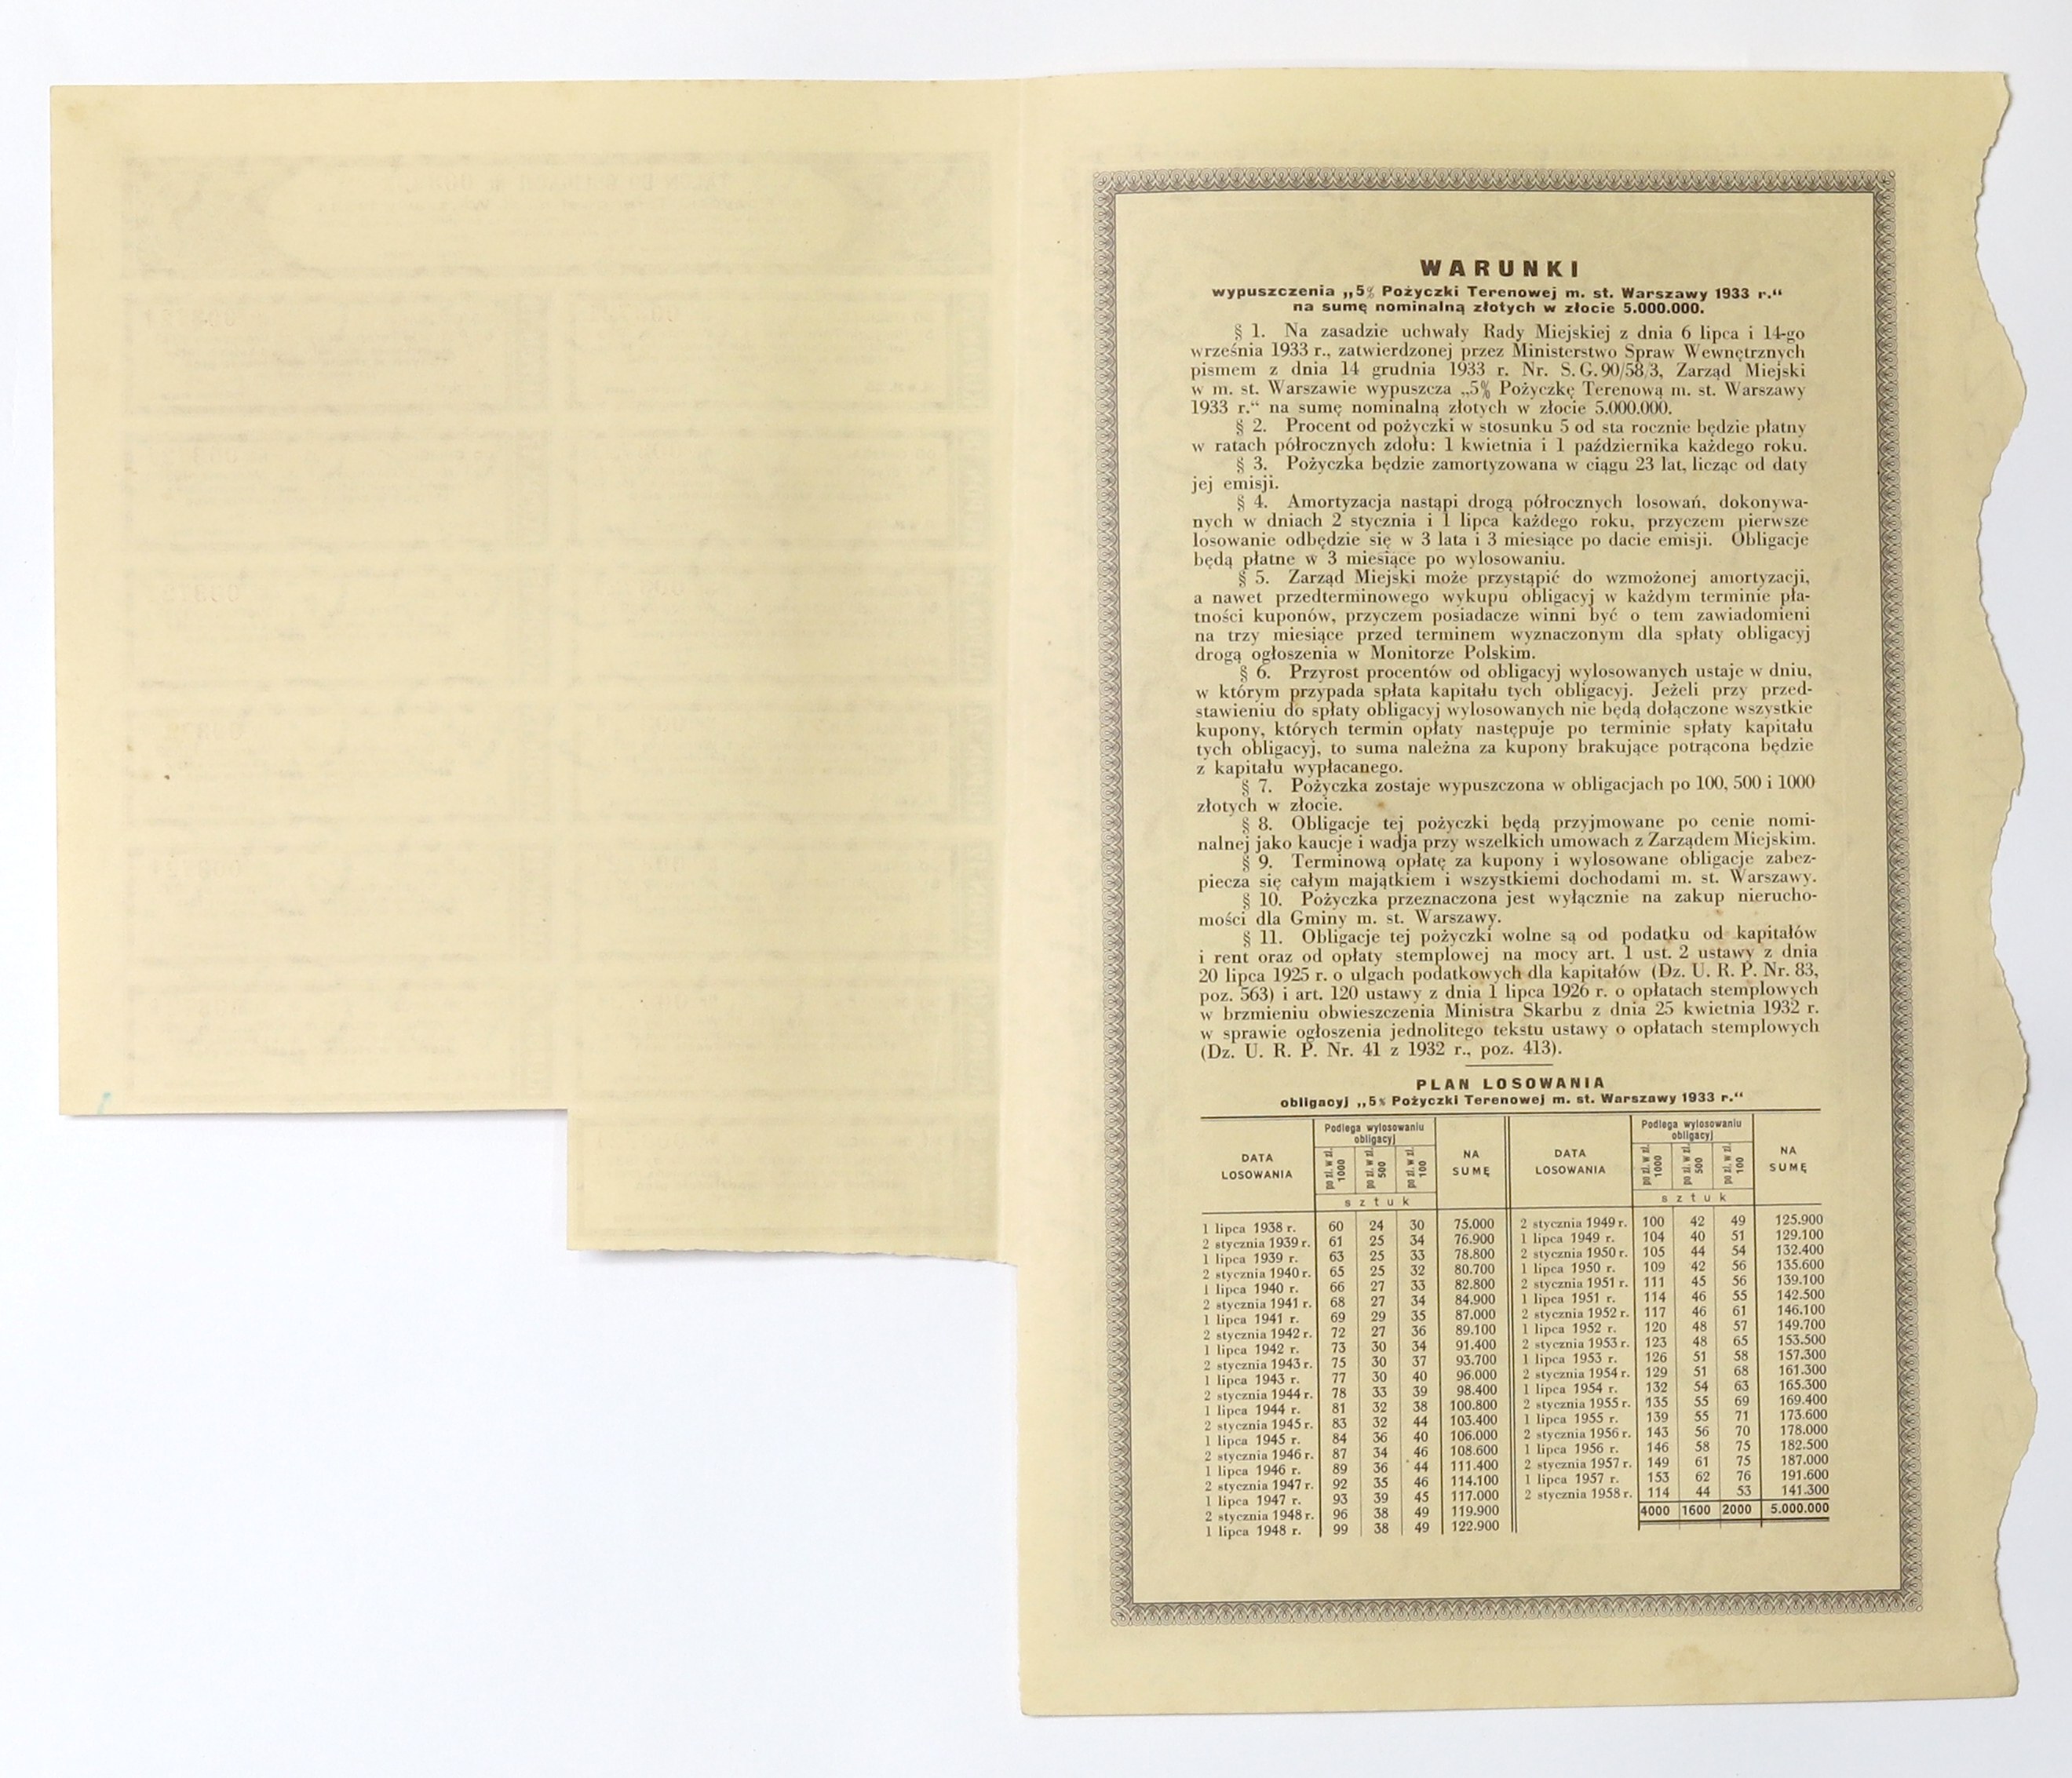 WARUNKI
wypuszczenia „5% Pożyczki Terenowej m. st. Warszawy 1933 r.“
na sumę nominalną złotych w złocie 5.000.000.
§ 1. Na zasadzie uchwały Rady Miejskiej z dnia 6 lipca i 14-go
września 1933 r., zatwierdzonej przez Ministerstwo Spraw Wewnętrznych
pismem z dnia 14 grudnia 1933 r. Nr. S.G. 90/58/3, Zarząd Miejski
w m. st. Warszawie wypuszcza „5% Pożyczkę Terenową m. st. Warszawy
1933 r.“ na sumę nominalną złotych w złocie 5.000.000.
§ 2. Procent od pożyczki w stosunku 5 od sta rocznie będzie płatny
w ratach półrocznych zdołu: 1 kwietnia i 1 października każdego roku.
§ 3. Pożyczka będzie zamortyzowana w ciągu 23 lat, licząc od daty
jej emisji.
§ 4. Amortyzacja nastąpi drogą półrocznych losowań, dokonywa-
nych w dniach 2 stycznia i 1 lipca każdego roku, przyczem pierwsze
losowanie odbędzie się w 3 lata i 3 miesiące po dacie emisji. Obligacje
będą płatne w 3 miesiące po wylosowaniu.
§ 5. Zarząd Miejski może przystąpić do wzmożonej amortyzacji,
a nawet przedterminowego wykupu obligacyj w każdym terminie pła-
tności kuponów, przyczem posiadacze winni być o tem zawiadomieni
na trzy miesiące przed terminem wyznaczonym dla spłaty obligacyj
drogą ogłoszenia w Monitorze Polskim.
§ 6. Przyrost procentów od obligacyj wylosowanych ustaje w dniu,
w którym przypada spłata kapitału tych obligacyj. Jeżeli przy przed-
stawieniu do spłaty obligacyj wylosowanych nie będą dołączone wszystkie
kupony, których termin opłaty następuje po terminie spłaty kapitału
tych obligacyj, to suma należna za kupony brakujące potrącona będzie
z kapitału wypłacanego.
§ 7. Pożyczka zostaje wypuszczona w obligacjach po 100, 500 i 1000
złotych w złocie.
§ 8. Obligacje tej pożyczki będą przyjmowane po cenie nomi-
nalnej jako kaucje i wadja przy wszelkich umowach z Zarządem Miejskim.
§ 9. Terminową opłatę za kupony i wylosowane obligacje zabez-
piecza się całym majątkiem i wszystkiemi dochodami m. st. Warszawy.
§ 10. Pożyczka przeznaczona jest wyłącznie na zakup nierucho-
mości dla Gminy m. st. Warszawy.
§ 11. Obligacje tej pożyczki wolne są od podatku od kapitałów
i rent oraz od opłaty stemplowej na mocy art. 1 ust. 2 ustawy z dnia
20 lipca 1925 r. o ulgach podatkowych dla kapitałów (Dz. U. R. P. Nr. 83,
poz. 563) i art. 120 ustawy z dnia 1 lipca 1926 r. o opłatach stemplowych
w brzmieniu obwieszczenia Ministra Skarbu z dnia 25 kwietnia 1932 r.
w sprawie ogłoszenia jednolitego tekstu ustawy o opłatach stemplowych
(Dz. U. R. P. Nr. 41 z 1932 r., poz. 413).
PLAN LOSOWANIA
obligacyj „5% Pożyczki Terenowej m. st. Warszawy 1933 r.“
DATA LOSOWANIA | Podlega wylosowaniu obligacyj | NA SUMĘ
po zł. w zł. 1000 | po zł. w zł. 500 | po zł. w zł. 100
sztuk
1 lipca 1938 r. 60 24 30 75.000
2 stycznia 1939 r. 61 25 34 76.900
1 lipca 1939 r. 63 25 33 78.800
2 stycznia 1940 r. 65 25 32 80.700
1 lipca 1940 r. 66 27 33 82.800
2 stycznia 1941 r. 68 27 34 84.900
1 lipca 1941 r. 69 29 35 87.000
2 stycznia 1942 r. 72 27 36 89.100
1 lipca 1942 r. 73 30 34 91.400
2 stycznia 1943 r. 75 30 37 93.700
1 lipca 1943 r. 77 30 40 96.000
2 stycznia 1944 r. 78 33 39 98.400
1 lipca 1944 r. 81 32 38 100.800
2 stycznia 1945 r. 83 32 44 103.400
1 lipca 1945 r. 84 36 40 106.000
2 stycznia 1946 r. 87 34 46 108.600
1 lipca 1946 r. 89 36 44 111.400
2 stycznia 1947 r. 92 35 46 114.100
1 lipca 1947 r. 93 39 45 117.000
2 stycznia 1948 r. 96 38 49 119.900
1 lipca 1948 r. 99 38 49 122.900
DATA LOSOWANIA | Podlega wylosowaniu obligacyj | NA SUMĘ
po zł. w zł. 1000 | po zł. w zł. 500 | po zł. w zł. 100
sztuk
2 stycznia 1949 r. 100 42 49 125.900
1 lipca 1949 r. 104 40 51 129.100
2 stycznia 1950 r. 105 44 54 132.400
1 lipca 1950 r. 109 42 56 135.600
2 stycznia 1951 r. 111 45 56 139.100
1 lipca 1951 r. 114 46 55 142.500
2 stycznia 1952 r. 117 46 61 146.100
1 lipca 1952 r. 120 48 57 149.700
2 stycznia 1953 r. 123 48 65 153.500
1 lipca 1953 r. 126 51 58 157.300
2 stycznia 1954 r. 129 51 68 161.300
1 lipca 1954 r. 132 54 63 165.300
2 stycznia 1955 r. 135 55 69 169.400
1 lipca 1955 r. 139 55 71 173.600
2 stycznia 1956 r. 143 56 70 178.000
1 lipca 1956 r. 146 58 75 182.500
2 stycznia 1957 r. 149 61 75 187.000
1 lipca 1957 r. 153 62 76 191.600
2 stycznia 1958 r. 114 44 53 141.300
4000 1600 2000 5.000.000